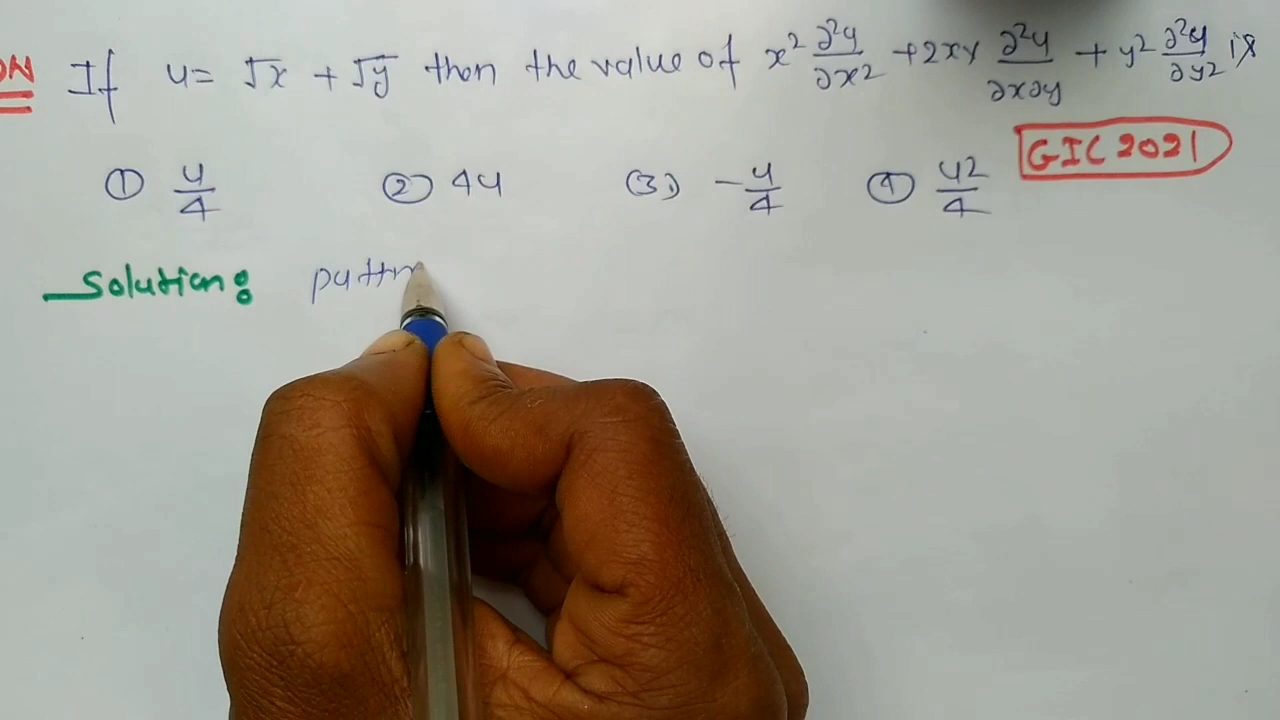 ON If u = √x + √y then the value of x² ∂²u/∂x² + 2xy ∂²u/∂x∂y + y² ∂²u/∂y² is
GIC 2021
① u/4 ② 4u ③ -u/4 ④ u²/4
Solution: puttin